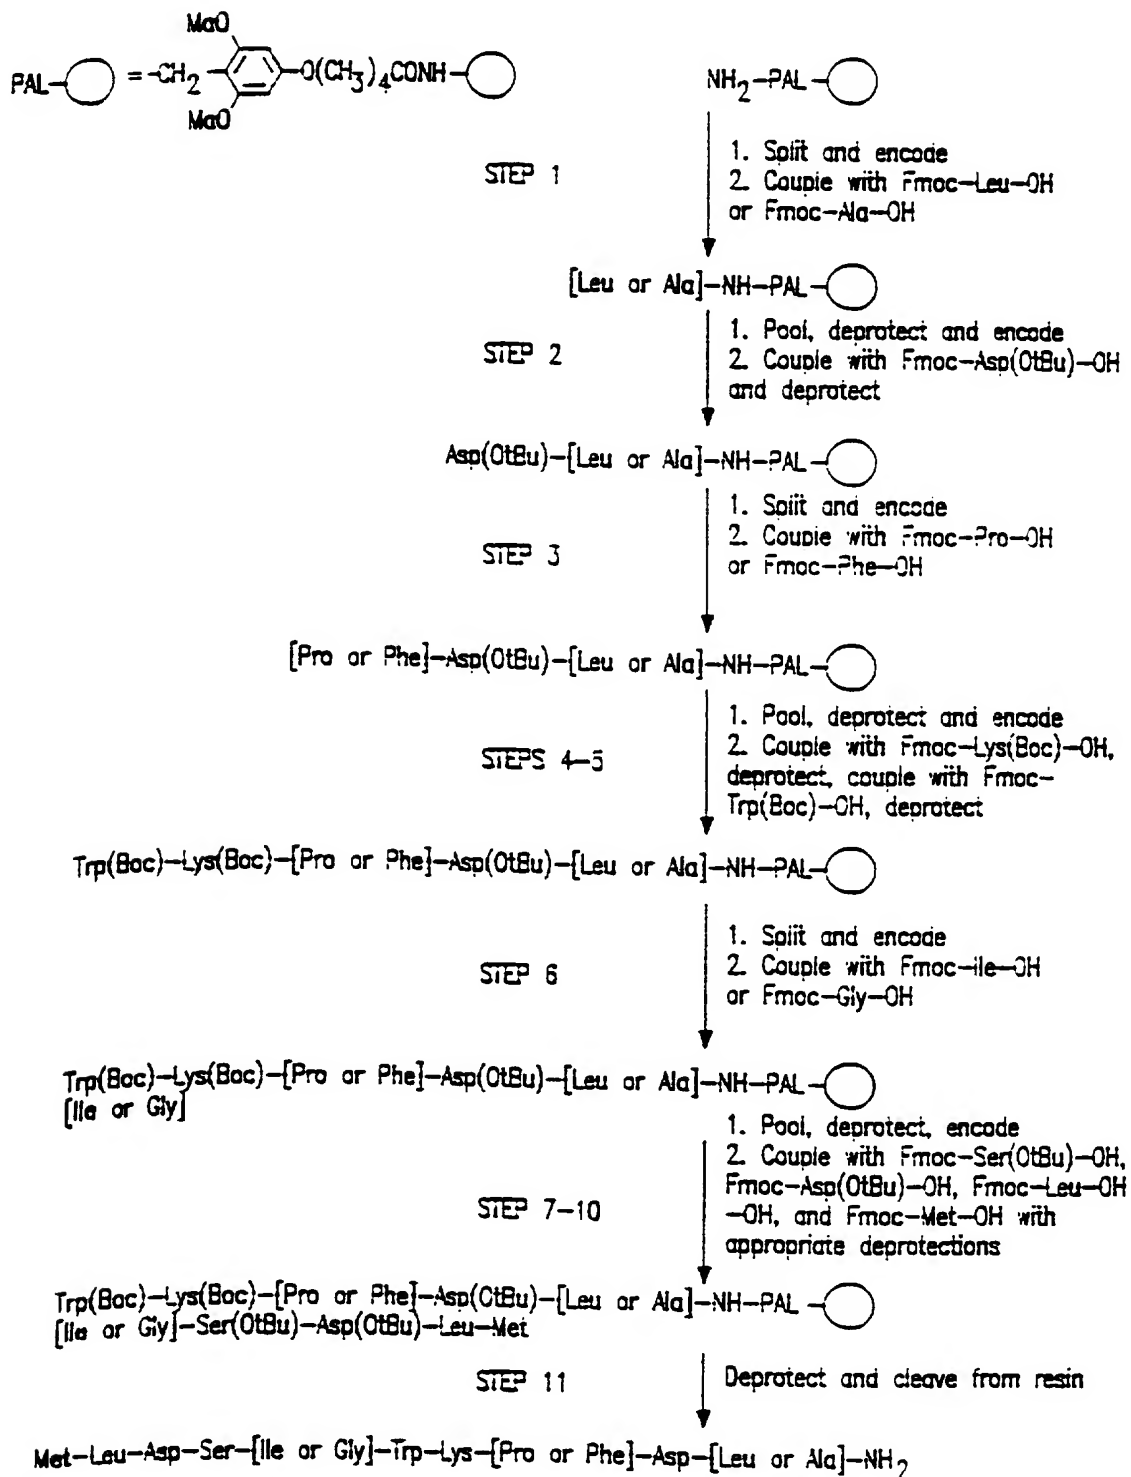 MaO
PAL- =-CH2- -O(CH3)4CONH-
MaO
NH2-PAL-
STEP 1
1. Split and encode
2. Couple with Fmoc-Leu-OH
or Fmoc-Ala-OH
[Leu or Ala]-NH-PAL-
STEP 2
1. Pool, deprotect and encode
2. Couple with Fmoc-Asp(OtBu)-OH
and deprotect
Asp(OtBu)-[Leu or Ala]-NH-PAL-
STEP 3
1. Split and encode
2. Couple with Fmoc-Pro-OH
or Fmoc-Phe-OH
[Pro or Phe]-Asp(OtBu)-[Leu or Ala]-NH-PAL-
STEPS 4-5
1. Pool, deprotect and encode
2. Couple with Fmoc-Lys(Boc)-OH,
deprotect, couple with Fmoc-
Trp(Boc)-OH, deprotect
Trp(Boc)-Lys(Boc)-[Pro or Phe]-Asp(OtBu)-[Leu or Ala]-NH-PAL-
STEP 6
1. Split and encode
2. Couple with Fmoc-Ile-OH
or Fmoc-Gly-OH
Trp(Boc)-Lys(Boc)-[Pro or Phe]-Asp(OtBu)-[Leu or Ala]-NH-PAL-
[Ile or Gly]
STEP 7-10
1. Pool, deprotect, encode
2. Couple with Fmoc-Ser(OtBu)-OH,
Fmoc-Asp(OtBu)-OH, Fmoc-Leu-OH
-OH, and Fmoc-Met-OH with
appropriate deprotections
Trp(Boc)-Lys(Boc)-[Pro or Phe]-Asp(OtBu)-[Leu or Ala]-NH-PAL-
[Ile or Gly]-Ser(OtBu)-Asp(OtBu)-Leu-Met
STEP 11
Deprotect and cleave from resin
Met-Leu-Asp-Ser-[Ile or Gly]-Trp-Lys-[Pro or Phe]-Asp-[Leu or Ala]-NH2